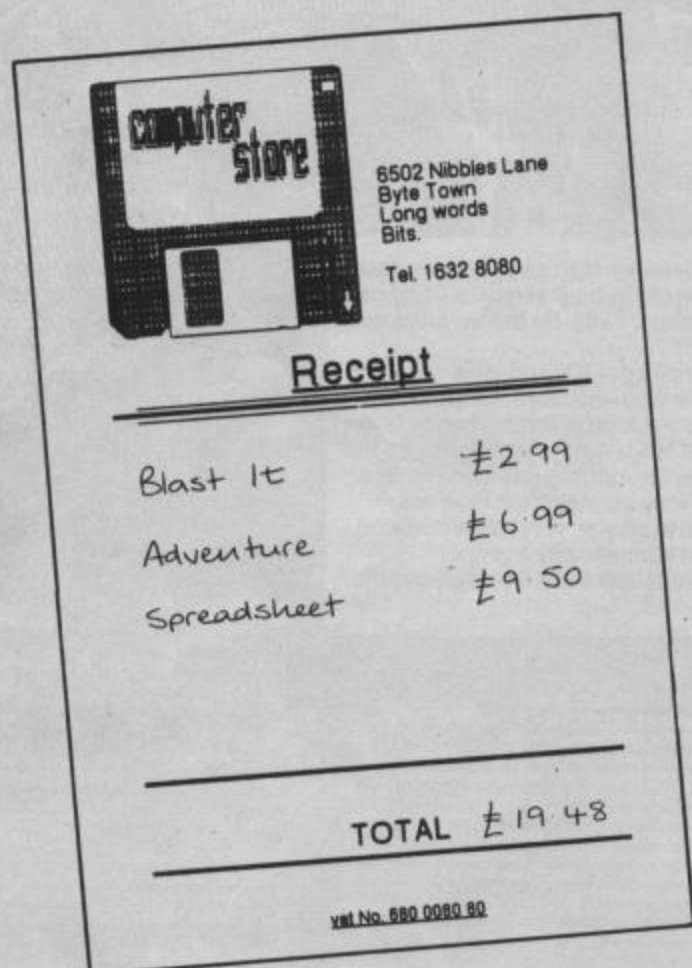 computer
store
6502 Nibbles Lane
Byte Town
Long words
Bits.
Tel. 1632 8080
Receipt
Blast It £2.99
Adventure £6.99
Spreadsheet £9.50
TOTAL £19.48
vat No. 680 0080 80